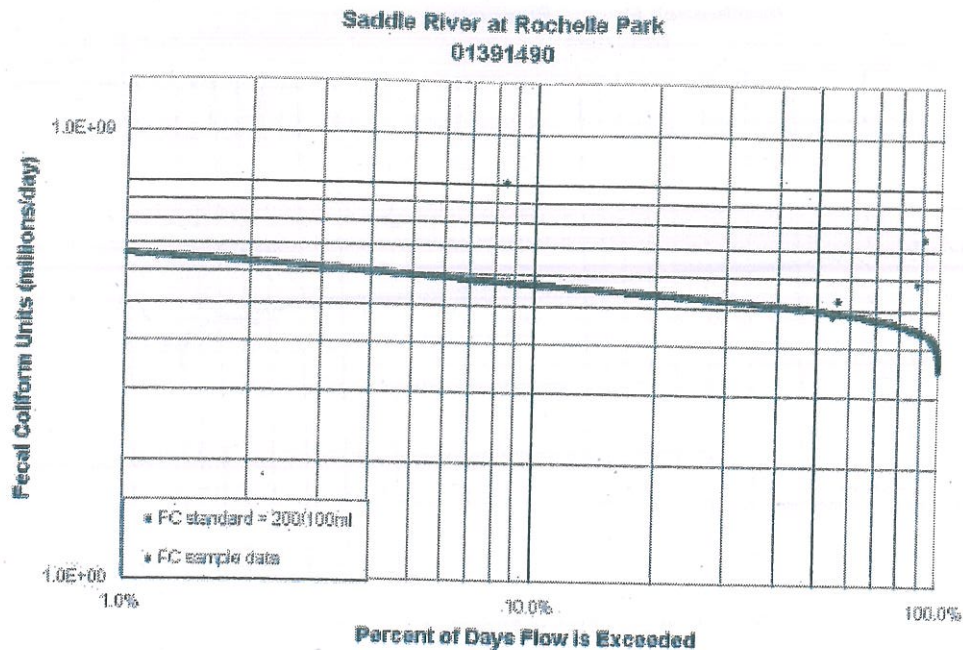 Saddle River at Rochelle Park
01391490
Fecal Coliform Units (millions/day)
1.0E+09
1.0E+00
FC standard = 200/100ml
FC sample data
1.0%
10.0%
100.0%
Percent of Days Flow is Exceeded